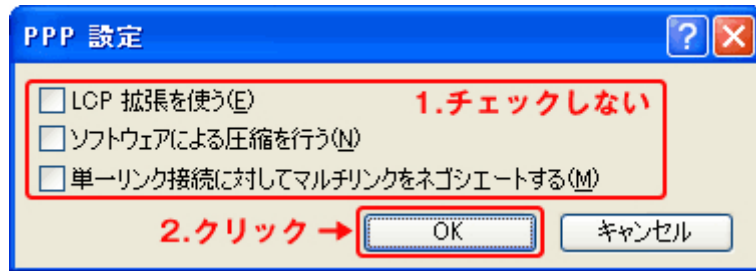 PPP 設定
LCP 拡張を使う(E)
1.チェックしない
ソフトウェアによる圧縮を行う(N)
単一リンク接続に対してマルチリンクをネゴシエートする(M)
2.クリック→
OK
キャンセル